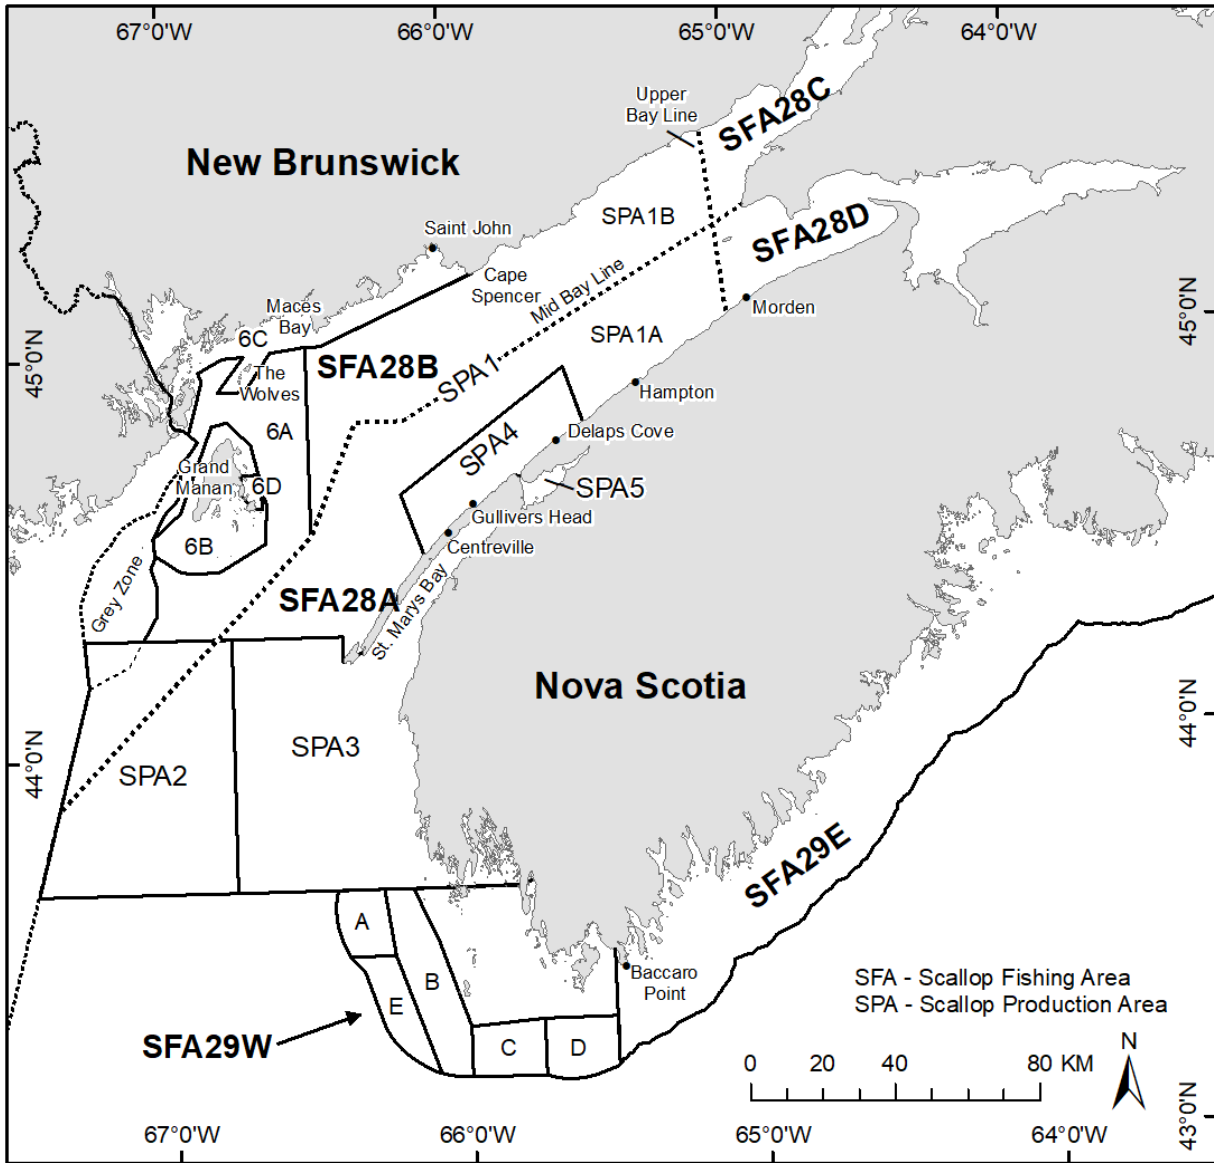 67°0'W
66°0'W
65°0'W
64°0'W
Upper
Bay Line
SFA28C
New Brunswick
SPA1B
Saint John
SFA28D
Cape
Spencer
Mid Bay Line
Maces
Bay
Morden
45°0'N
45°0'N
6C
SPA1A
The
Wolves
SFA28B
SPA1
Hampton
6A
SPA4
Delaps Cove
Grand
Manan
6D
SPA5
Gullivers Head
Centreville
6B
Grey Zone
SFA28A
St. Marys Bay
Nova Scotia
44°0'N
44°0'N
SPA2
SPA3
SFA29E
A
B
E
Baccaro
Point
SFA - Scallop Fishing Area
SPA - Scallop Production Area
SFA29W
C
D
N
0 20 40 80 KM
43°0'N
67°0'W
66°0'W
65°0'W
64°0'W